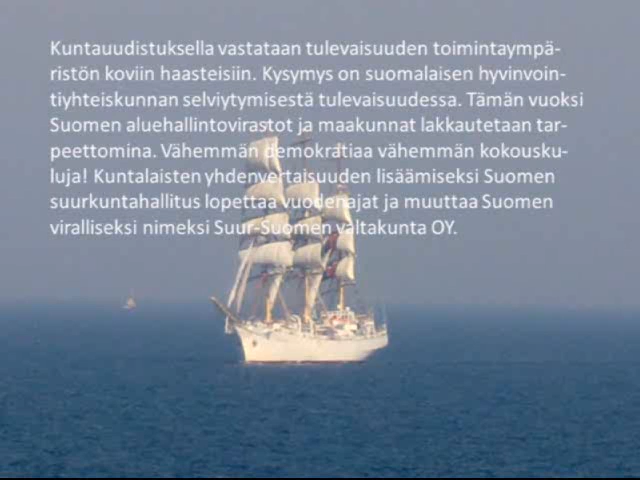 Kuntauudistuksella vastataan tulevaisuuden toimintaympä-
ristön koviin haasteisiin. Kysymys on suomalaisen hyvinvoin-
tiyhteiskunnan selviytymisestä tulevaisuudessa. Tämän vuoksi
Suomen aluehallintovirastot ja maakunnat lakkautetaan tar-
peettomina. Vähemmän demokratiaa vähemmän kokousku-
luja! Kuntalaisten yhdenvertaisuuden lisäämiseksi Suomen
suurkuntahallitus lopettaa vuodenajat ja muuttaa Suomen
viralliseksi nimeksi Suur-Suomen valtakunta OY.